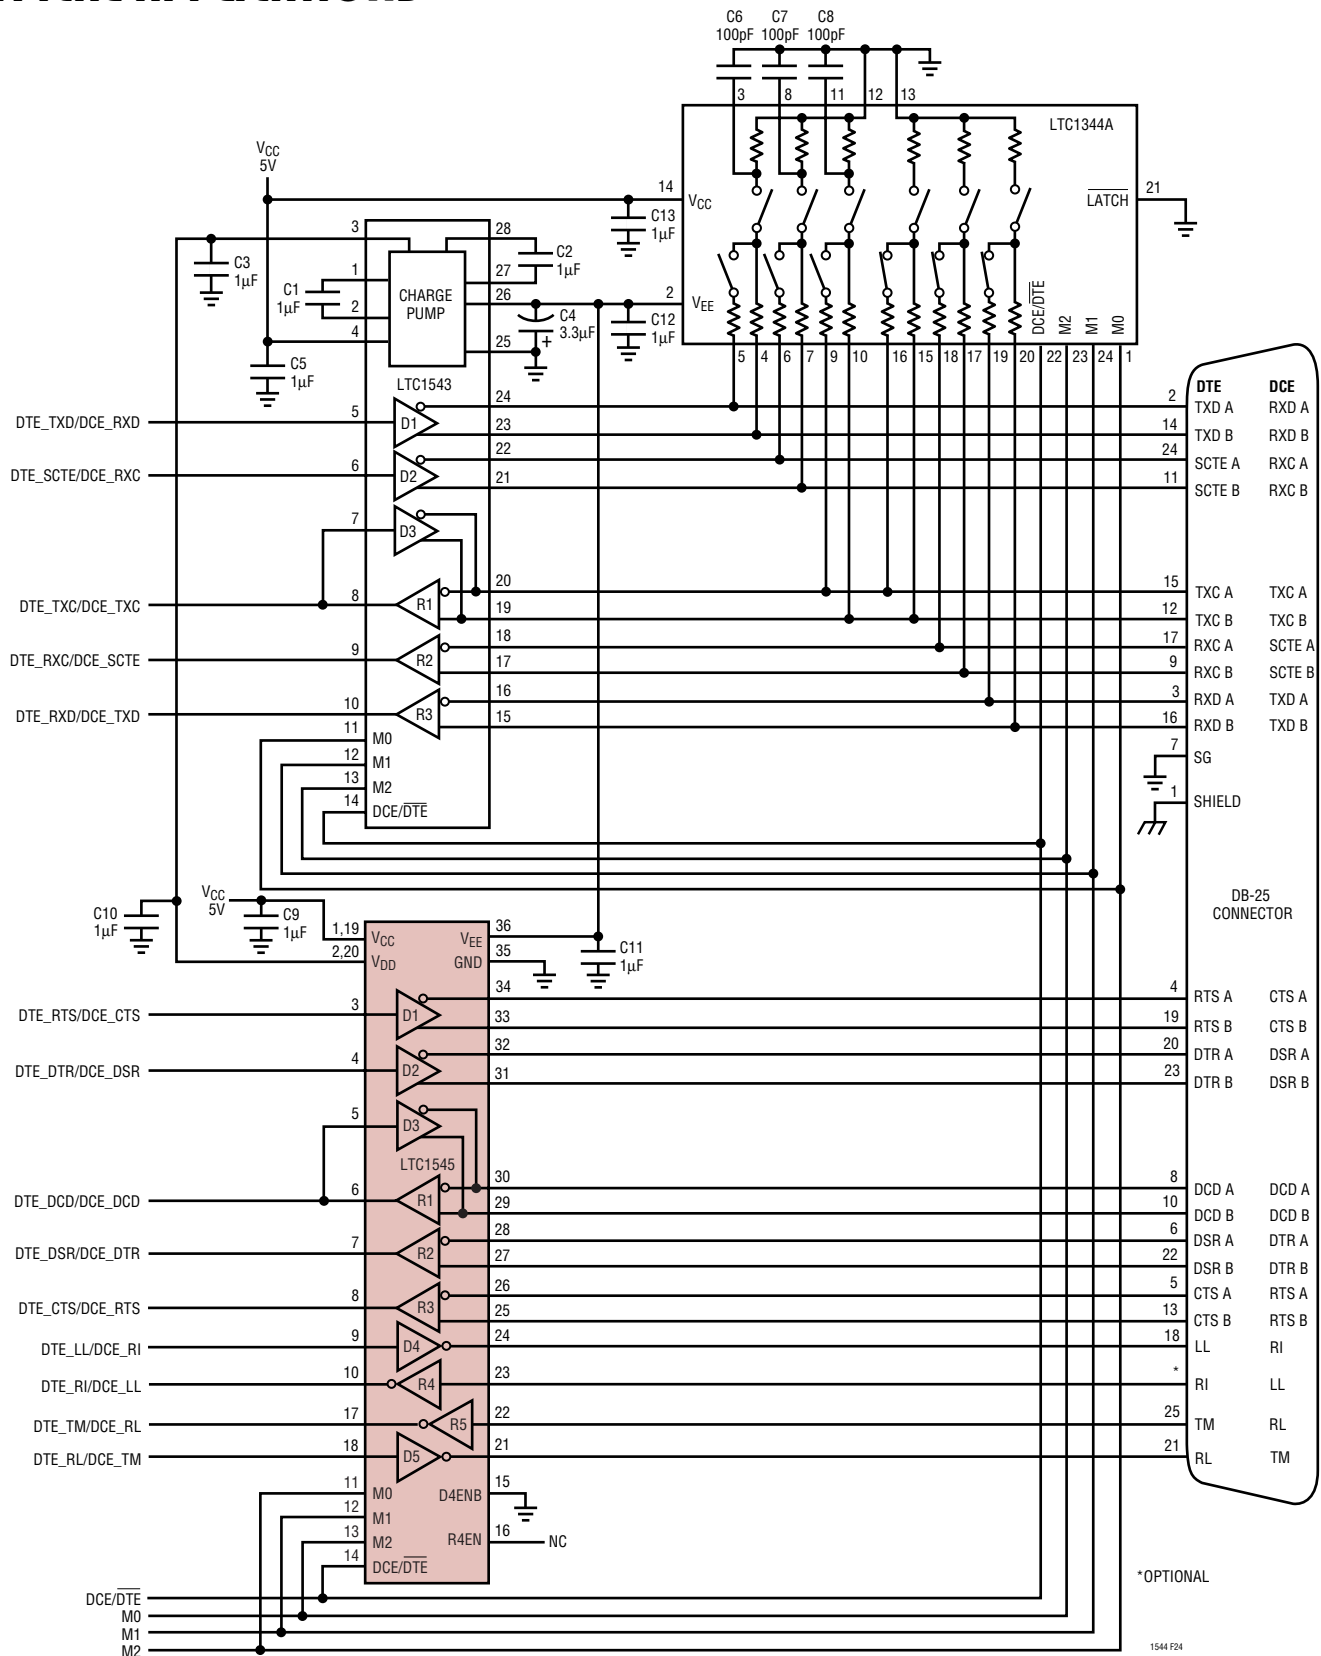 C6 C7 C8
100pF 100pF 100pF
3 8 11 12 13
LTC1344A
VCC
5V
14
VCC
LATCH
21
C13
1µF
3
28
C3
1µF
C2
1µF
1
27
C1
1µF
CHARGE
PUMP
26
2
VEE
2
C4
3.3µF
+
C12
1µF
DCE/DTE
M2
M1
M0
4
25
C5
1µF
5 4 6 7 9 10 16 15 18 17 19 20 22 23 24 1
LTC1543
DTE DCE
DTE_TXD/DCE_RXD
5
D1
24
2
TXD A RXD A
23
14
TXD B RXD B
DTE_SCTE/DCE_RXC
6
D2
22
24
SCTE A RXC A
21
11
SCTE B RXC B
7
D3
DTE_TXC/DCE_TXC
8
R1
20
15
TXC A TXC A
19
12
TXC B TXC B
DTE_RXC/DCE_SCTE
9
R2
18
17
RXC A SCTE A
17
9
RXC B SCTE B
DTE_RXD/DCE_TXD
10
R3
16
3
RXD A TXD A
15
16
RXD B TXD B
11
M0
12
M1
13
M2
14
DCE/DTE
7
SG
1
SHIELD
DB-25
CONNECTOR
C10
1µF
VCC
5V
C9
1µF
1,19
VCC
2,20
VDD
VEE
36
GND
35
C11
1µF
DTE_RTS/DCE_CTS
3
D1
34
4
RTS A CTS A
33
19
RTS B CTS B
DTE_DTR/DCE_DSR
4
D2
32
20
DTR A DSR A
31
23
DTR B DSR B
5
D3
LTC1545
DTE_DCD/DCE_DCD
6
R1
30
8
DCD A DCD A
29
10
DCD B DCD B
DTE_DSR/DCE_DTR
7
R2
28
6
DSR A DTR A
27
22
DSR B DTR B
DTE_CTS/DCE_RTS
8
R3
26
5
CTS A RTS A
25
13
CTS B RTS B
DTE_LL/DCE_RI
9
D4
24
18
LL RI
DTE_RI/DCE_LL
10
R4
23
*
RI LL
DTE_TM/DCE_RL
17
R5
22
25
TM RL
DTE_RL/DCE_TM
18
D5
21
21
RL TM
11
M0
D4ENB
15
12
M1
13
M2
R4EN
16
NC
14
DCE/DTE
*OPTIONAL
DCE/DTE
M0
M1
M2
1544 F24